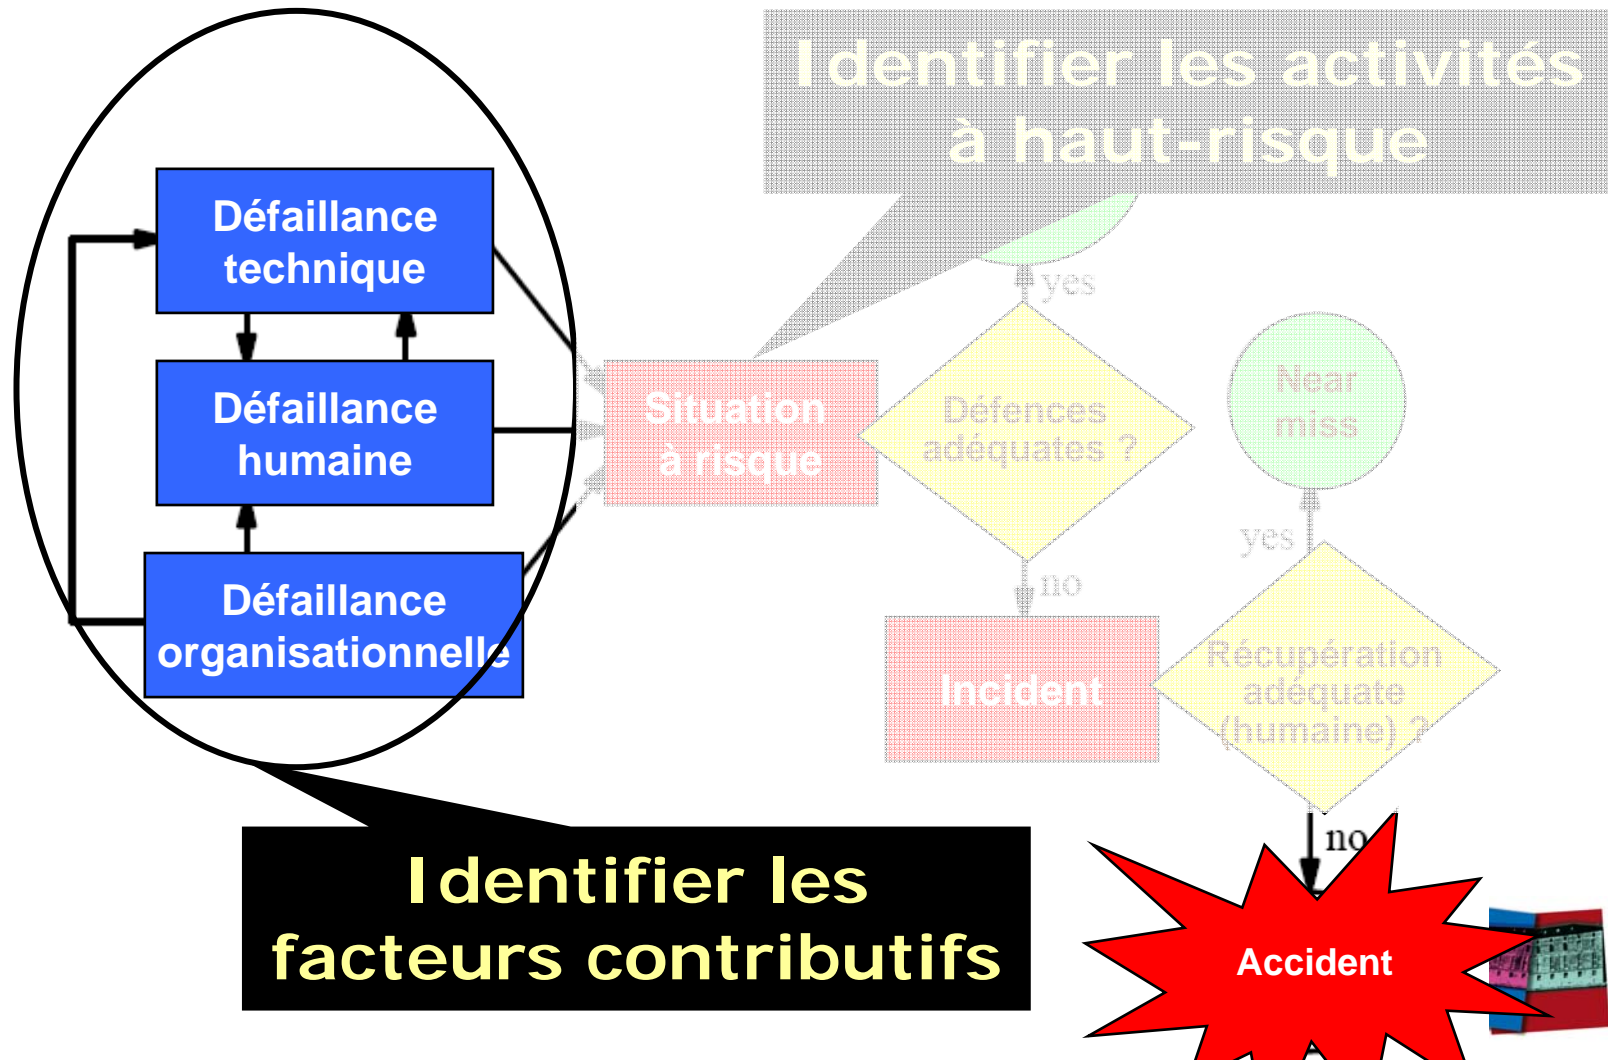 Identifier les activités
à haut-risque
Défaillance
technique
yes
Défaillance
humaine
Situation
à risque
Défences
adéquates ?
Near
miss
yes
no
Défaillance
organisationnelle
Incident
Récupération
adéquate
(humaine) ?
no
Identifier les
facteurs contributifs
Accident